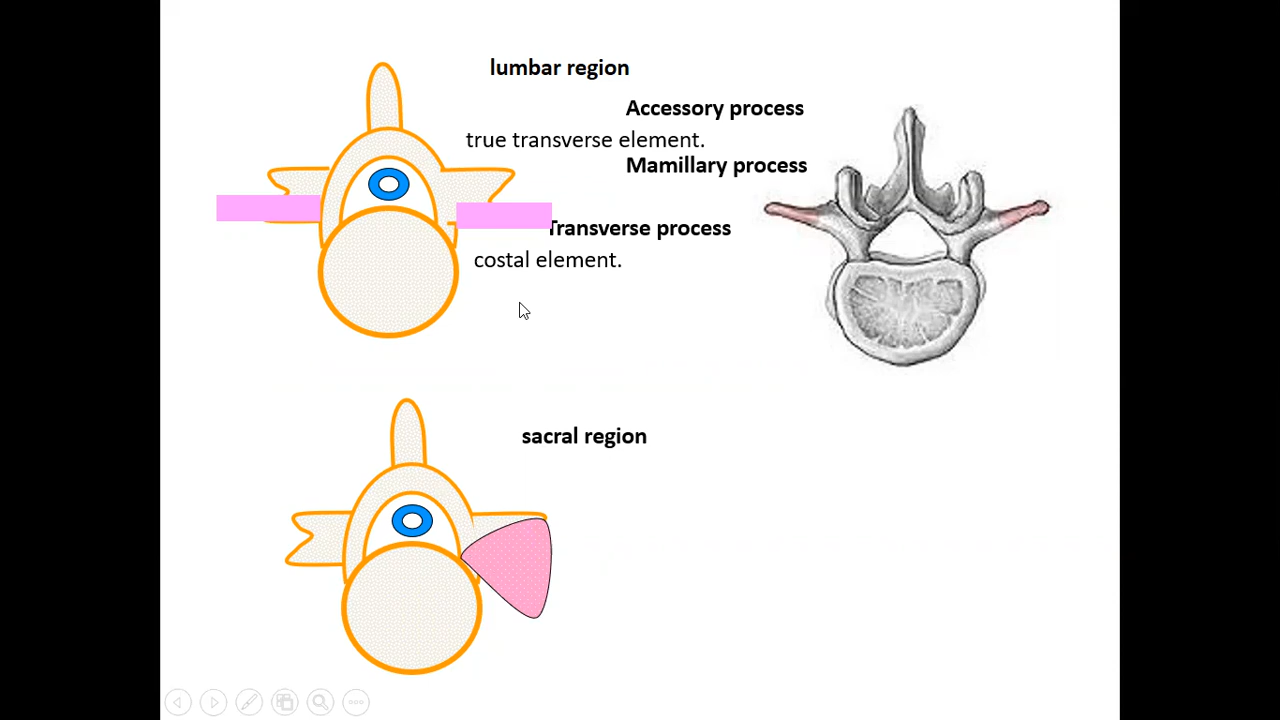 lumbar region
Accessory process
true transverse element.
Mamillary process
Transverse process
costal element.
sacral region